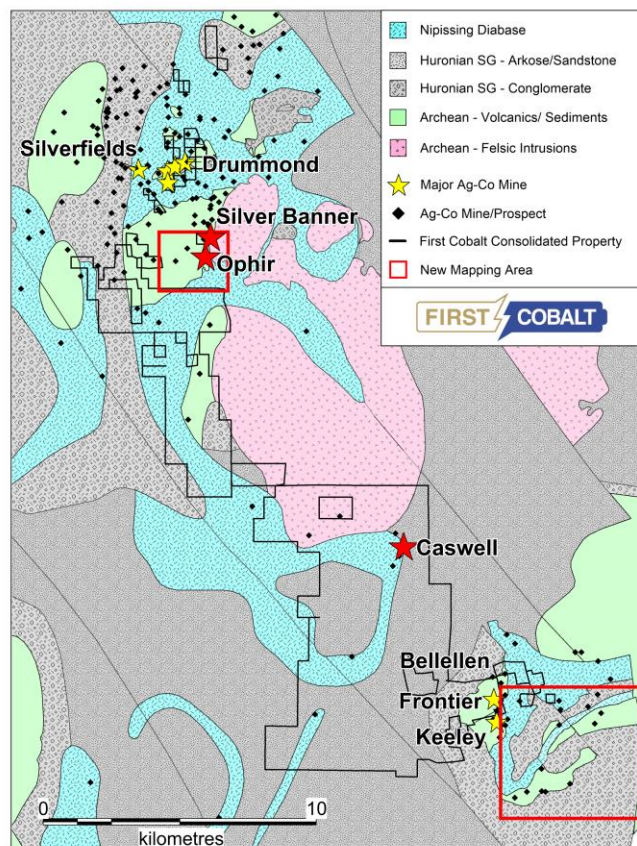 Nipissing Diabase
Huronian SG - Arkose/Sandstone
Huronian SG - Conglomerate
Archean - Volcanics/ Sediments
Archean - Felsic Intrusions
Major Ag-Co Mine
Ag-Co Mine/Prospect
First Cobalt Consolidated Property
New Mapping Area
FIRST COBALT
Silverfields
Drummond
Silver Banner
Ophir
Caswell
Bellellen
Frontier
Keeley
0 10
kilometres